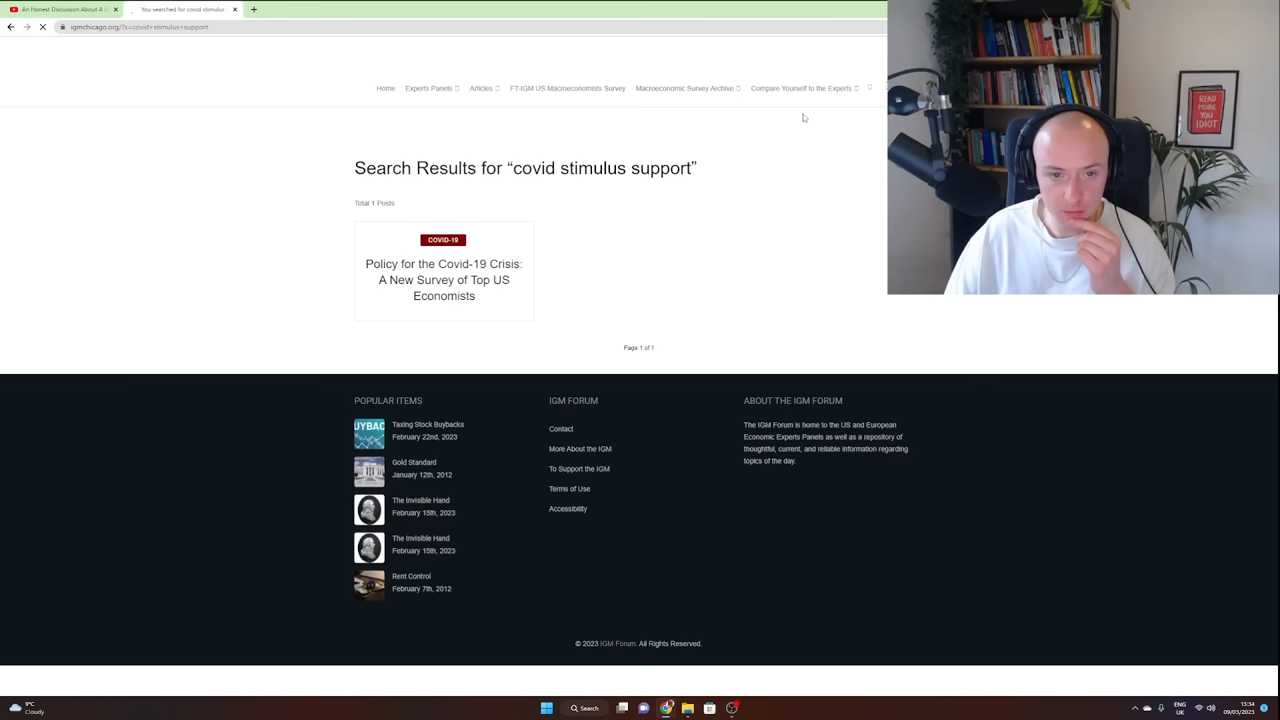 An Honest Discussion About A U
You searched for covid stimulus
igmchicago.org/?s=covid+stimulus+support
Home
Experts Panels
Articles
FT-IGM US Macroeconomists Survey
Macroeconomic Survey Archive
Compare Yourself to the Experts
READ
MORE
YOU
IDIOT
Search Results for “covid stimulus support”
Total 1 Posts
COVID-19
Policy for the Covid-19 Crisis:
A New Survey of Top US
Economists
Page 1 of 1
POPULAR ITEMS
UYBAC
Taxing Stock Buybacks
February 22nd, 2023
Gold Standard
January 12th, 2012
The Invisible Hand
February 15th, 2023
The Invisible Hand
February 15th, 2023
Rent Control
February 7th, 2012
IGM FORUM
Contact
More About the IGM
To Support the IGM
Terms of Use
Accessibility
ABOUT THE IGM FORUM
The IGM Forum is home to the US and European
Economic Experts Panels as well as a repository of
thoughtful, current, and reliable information regarding
topics of the day.
© 2023 IGM Forum. All Rights Reserved.
9°C
Cloudy
Search
ENG
UK
13:34
09/03/2023